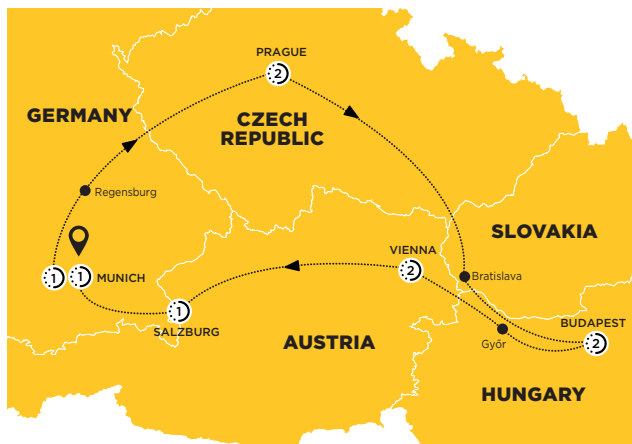 PRAGUE
2
GERMANY
CZECH
REPUBLIC
Regensburg
SLOVAKIA
VIENNA
2
1
1
MUNICH
Bratislava
1
SALZBURG
BUDAPEST
2
Győr
AUSTRIA
HUNGARY